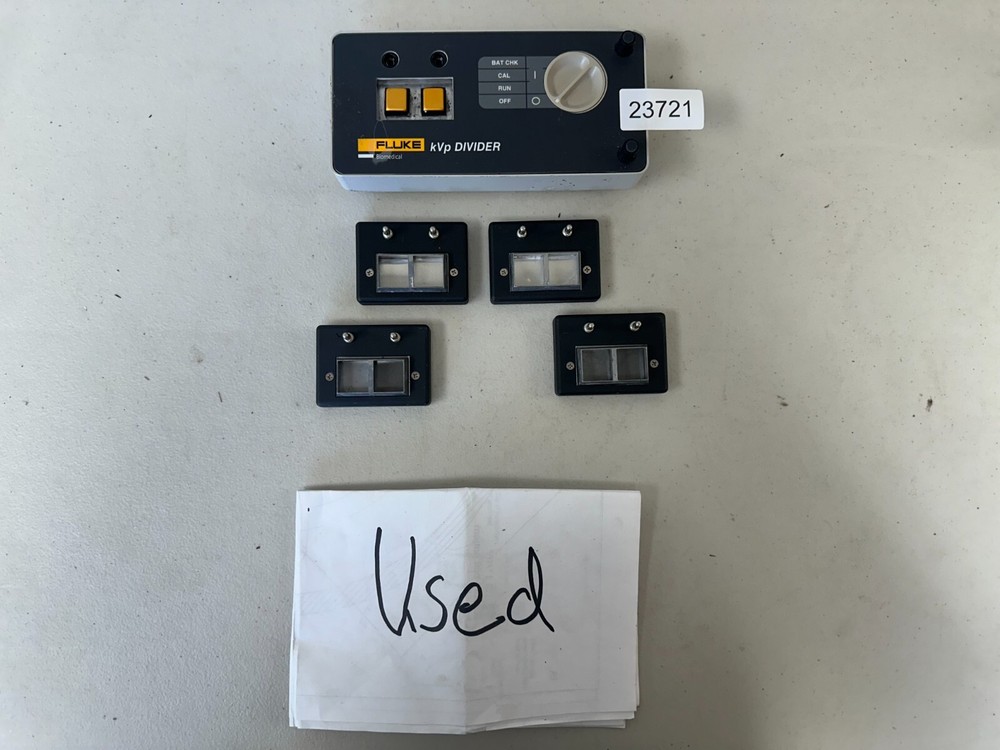 BAT CHK
CAL
RUN
OFF
23721
FLUKE kVp DIVIDER
Biomedical
Used